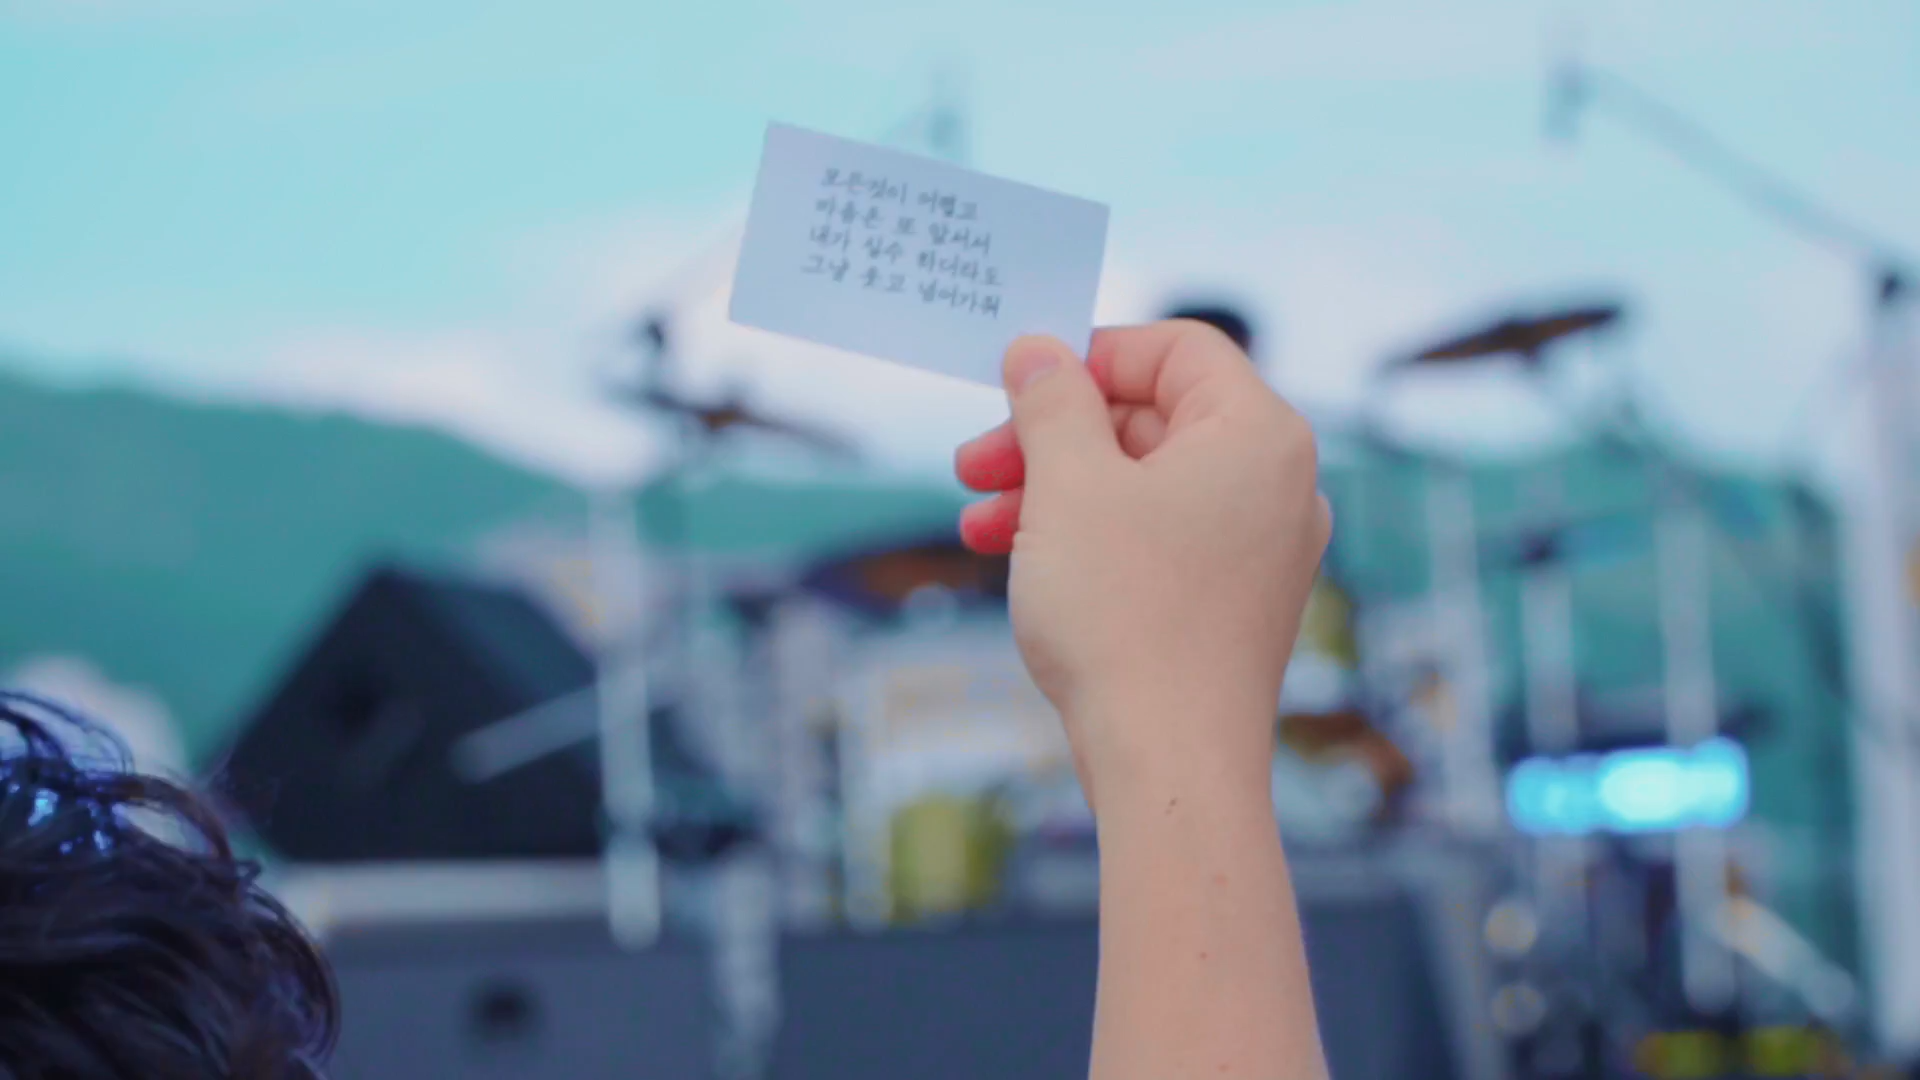 모든것이 어렵고
마음은 또 앞서서
내가 실수 하더라도
그냥 웃고 넘어가줘